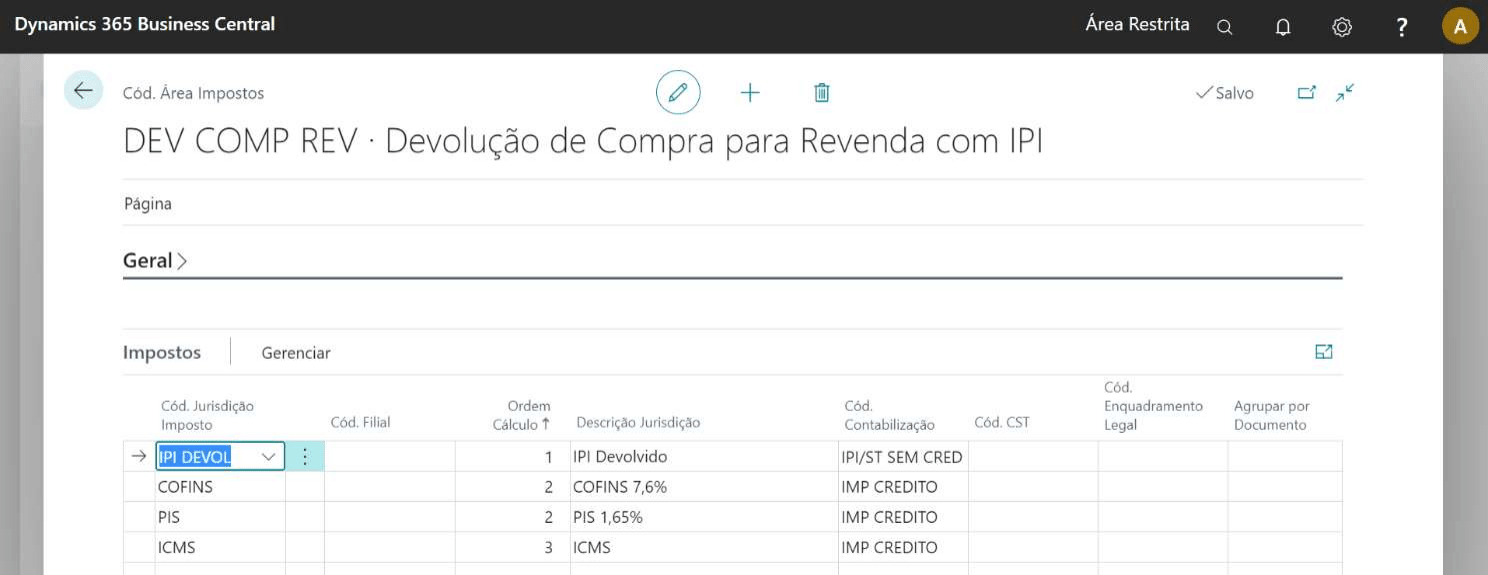 Dynamics 365 Business Central
Área Restrita
?
A
Cód. Área Impostos
Salvo
DEV COMP REV · Devolução de Compra para Revenda com IPI
Página
Geral
Impostos
Gerenciar
Cód. Jurisdição Imposto
Cód. Filial
Ordem Cálculo ↑
Descrição Jurisdição
Cód. Contabilização
Cód. CST
Cód. Enquadramento Legal
Agrupar por Documento
IPI DEVOL 1 IPI Devolvido IPI/ST SEM CRED
COFINS 2 COFINS 7,6% IMP CREDITO
PIS 2 PIS 1,65% IMP CREDITO
ICMS 3 ICMS IMP CREDITO